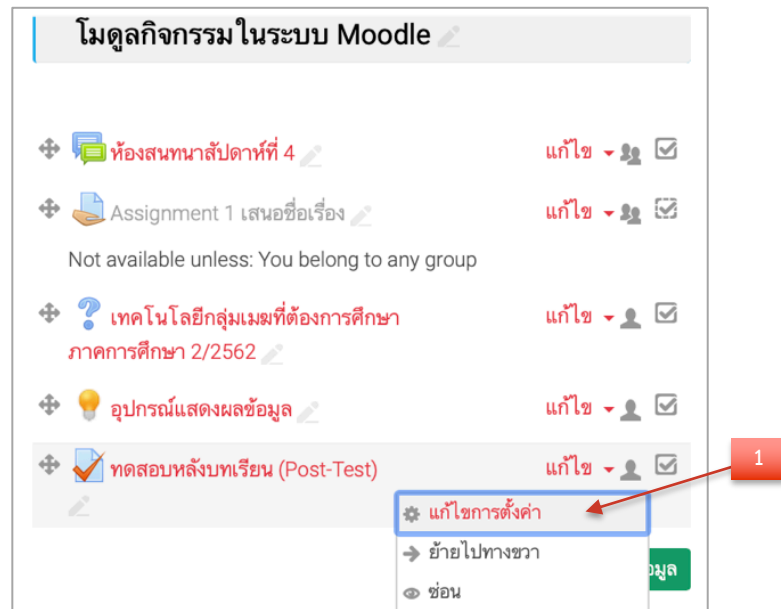 โมดูลกิจกรรมในระบบ Moodle
ห้องสนทนาสัปดาห์ที่ 4
แก้ไข
Assignment 1 เสนอชื่อเรื่อง
แก้ไข
Not available unless: You belong to any group
เทคโนโลยีกลุ่มเมฆที่ต้องการศึกษา
แก้ไข
ภาคการศึกษา 2/2562
อุปกรณ์แสดงผลข้อมูล
แก้ไข
ทดสอบหลังบทเรียน (Post-Test)
แก้ไข
1
แก้ไขการตั้งค่า
ย้ายไปทางขวา
ซ่อน